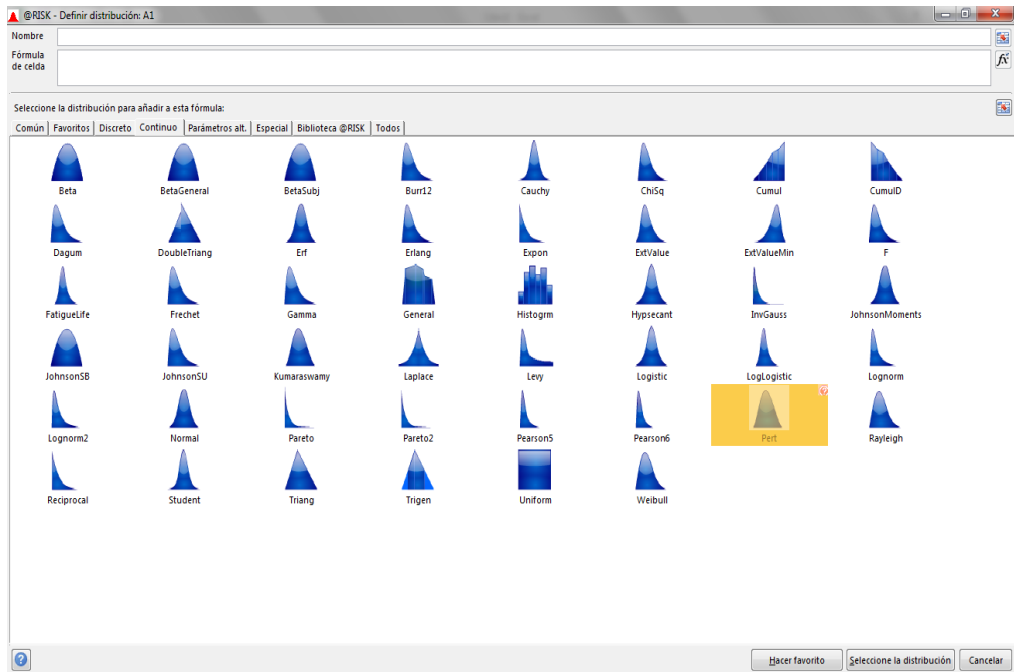 @RISK - Definir distribución: A1
Nombre
Fórmula
de celda
fx
Seleccione la distribución para añadir a esta fórmula:
Común Favoritos Discreto Continuo Parámetros alt. Especial Biblioteca @RISK Todos
Beta BetaGeneral BetaSubj Burr12 Cauchy ChiSq Cumul CumulD
Dagum DoubleTriang Erf Erlang Expon ExtValue ExtValueMin F
FatigueLife Frechet Gamma General Histogrm Hypsecant InvGauss JohnsonMoments
JohnsonSB JohnsonSU Kumaraswamy Laplace Levy Logistic LogLogistic Lognorm
Lognorm2 Normal Pareto Pareto2 Pearson5 Pearson6 Pert Rayleigh
Reciprocal Student Triang Trigen Uniform Weibull
? Hacer favorito Seleccione la distribución Cancelar